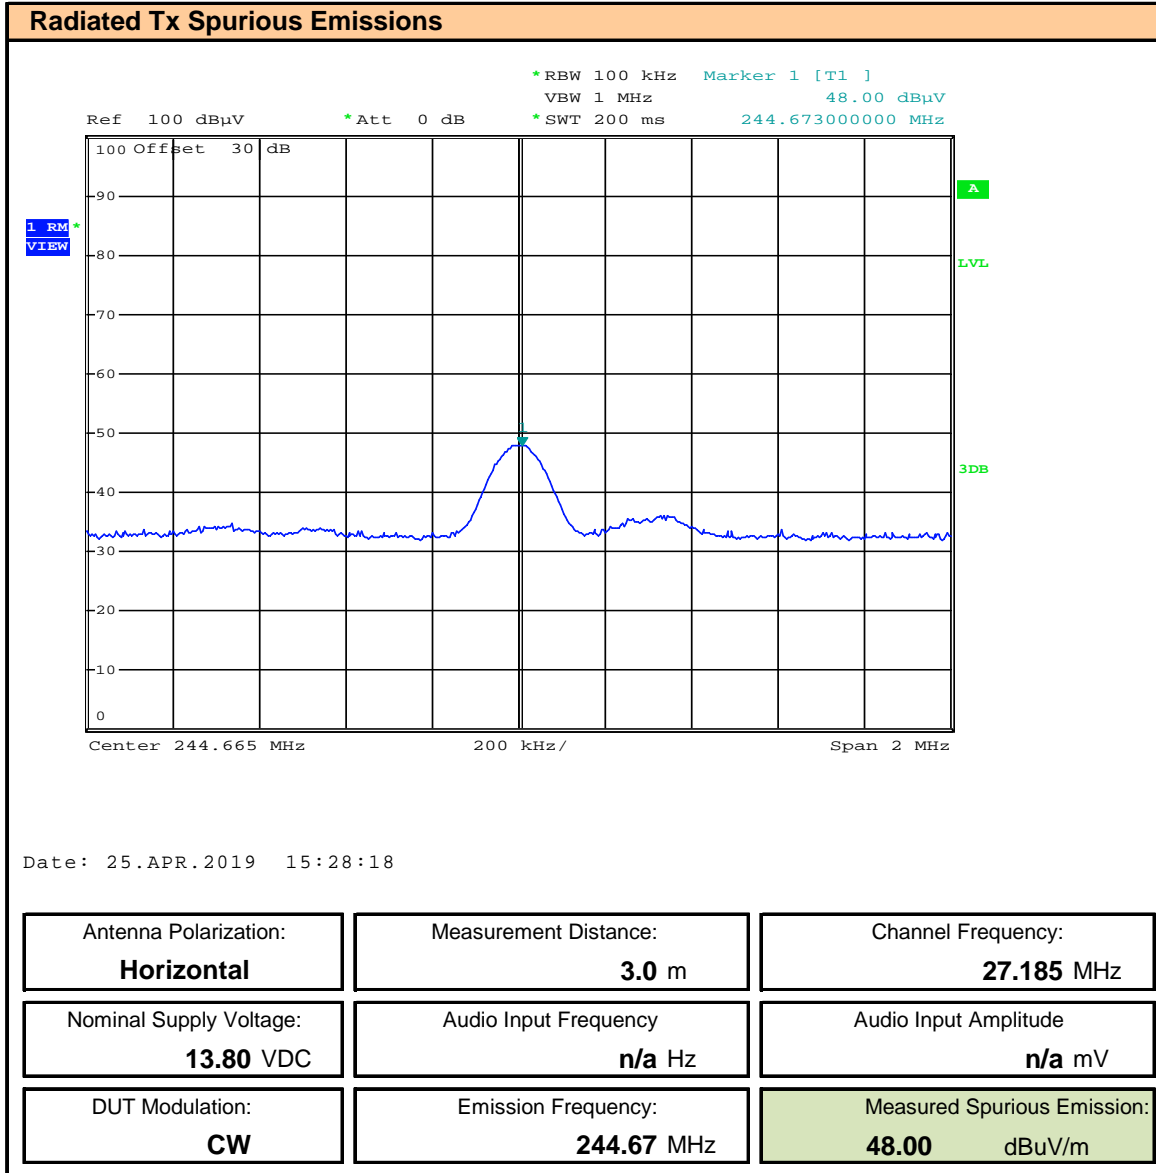 Radiated Tx Spurious Emissions
*RBW 100 kHz Marker 1 [T1 ]
VBW 1 MHz 48.00 dBµV
Ref 100 dBµV *Att 0 dB *SWT 200 ms 244.673000000 MHz
100 Offset 30 dB
90
A
1 RM *
VIEW
80
LVL
70
60
50
1
3DB
40
30
20
10
0
Center 244.665 MHz 200 kHz/ Span 2 MHz
Date: 25.APR.2019 15:28:18
Antenna Polarization: Measurement Distance: Channel Frequency:
Horizontal 3.0 m 27.185 MHz
Nominal Supply Voltage: Audio Input Frequency Audio Input Amplitude
13.80 VDC n/a Hz n/a mV
DUT Modulation: Emission Frequency: Measured Spurious Emission:
CW 244.67 MHz 48.00 dBuV/m